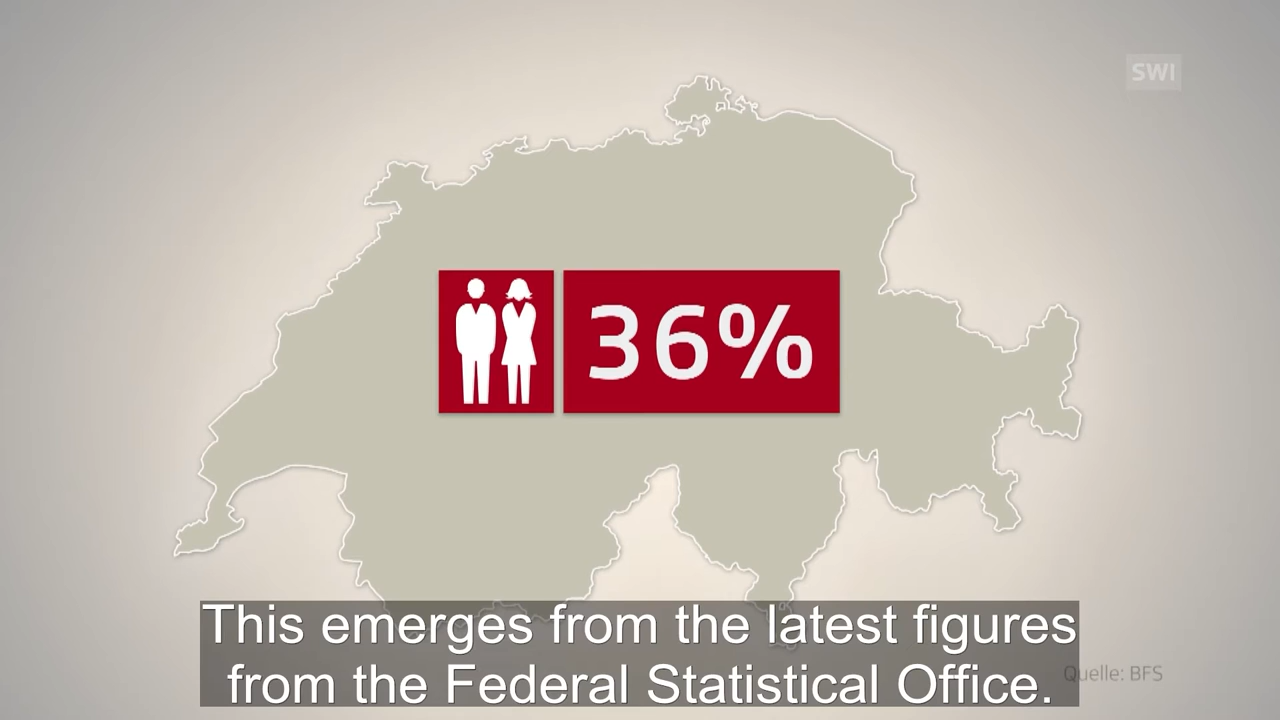 SWI
36%
This emerges from the latest figures
from the Federal Statistical Office.
Quelle: BFS